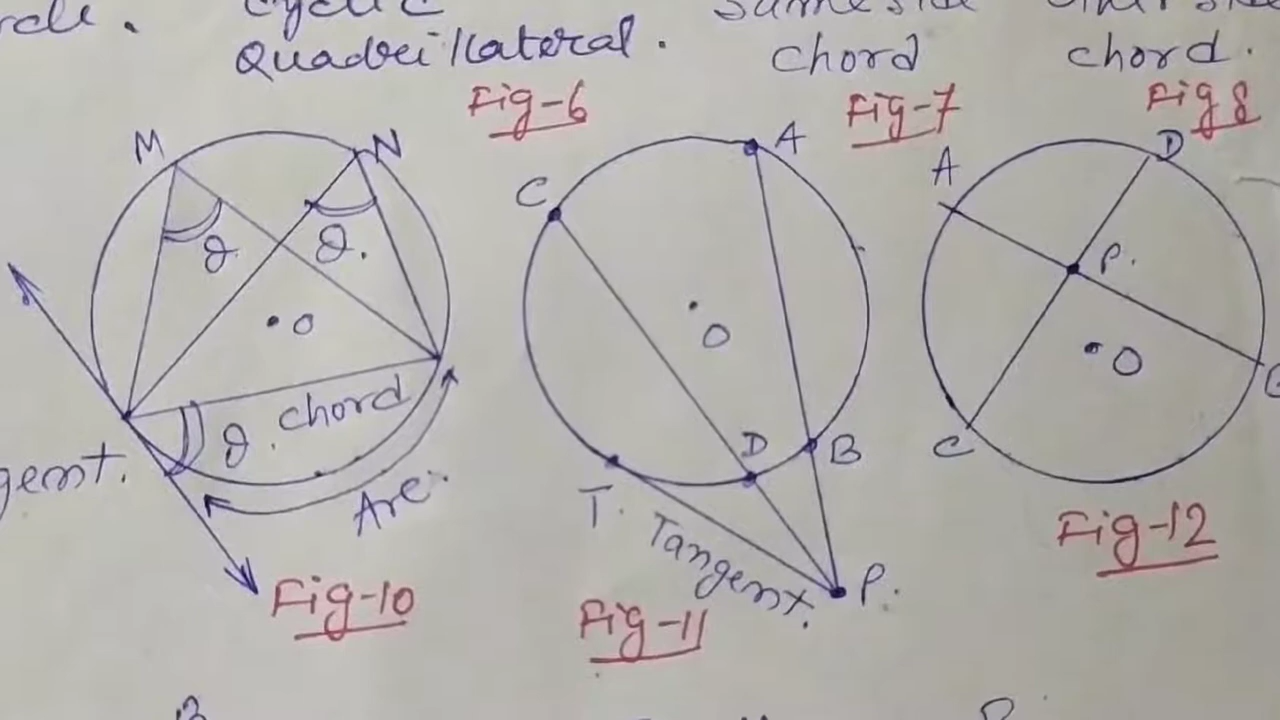 Quadrilateral.
chord
chord.
Fig-6
Fig-7
Fig 8
M
N
θ
θ.
O
chord
θ.
Arc.
Fig-10
C
A
O
D
B
T.
Tangent.
P.
Fig-11
A
D
P.
O
C
Fig-12